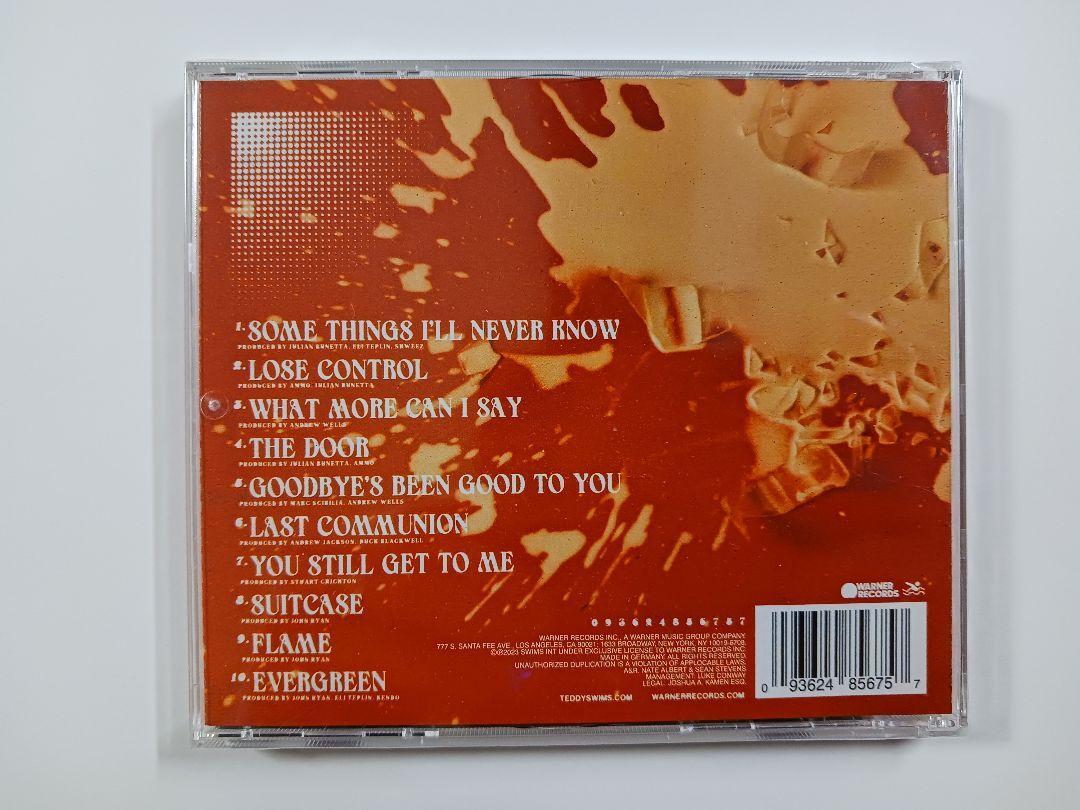 1. SOME THINGS I'LL NEVER KNOW
PRODUCED BY JULIAN BUNETTA, ELI TEPLIN, SHWEEZ
2. LOSE CONTROL
PRODUCED BY AMMO, JULIAN BUNETTA
3. WHAT MORE CAN I SAY
PRODUCED BY ANDREW WELLS
4. THE DOOR
PRODUCED BY JULIAN BUNETTA, AMMO
5. GOODBYE'S BEEN GOOD TO YOU
PRODUCED BY MARC SCIBILIA, ANDREW WELLS
6. LAST COMMUNION
PRODUCED BY ANDREW JACKSON, DUCK BLACKWELL
7. YOU STILL GET TO ME
PRODUCED BY STUART CRICHTON
8. SUITCASE
PRODUCED BY JOHN RYAN
9. FLAME
PRODUCED BY JOHN RYAN
10. EVERGREEN
PRODUCED BY JOHN RYAN, ELI TEPLIN, KENDO
WARNER
RECORDS
093624856757
WARNER RECORDS INC., A WARNER MUSIC GROUP COMPANY.
777 S. SANTA FEE AVE., LOS ANGELES, CA 90021; 1633 BROADWAY, NEW YORK, NY 10019-6708.
©℗2023 SWIMS INT UNDER EXCLUSIVE LICENSE TO WARNER RECORDS INC.
MADE IN GERMANY. ALL RIGHTS RESERVED.
UNAUTHORIZED DUPLICATION IS A VIOLATION OF APPLOCABLE LAWS.
A&R: NATE ALBERT & SEAN STEVENS
MANAGEMENT: LUKE CONWAY
LEGAL: JOSHUA A. KAMEN ESQ.
TEDDYSWIMS.COM WARNERRECORDS.COM
0 93624 85675 7